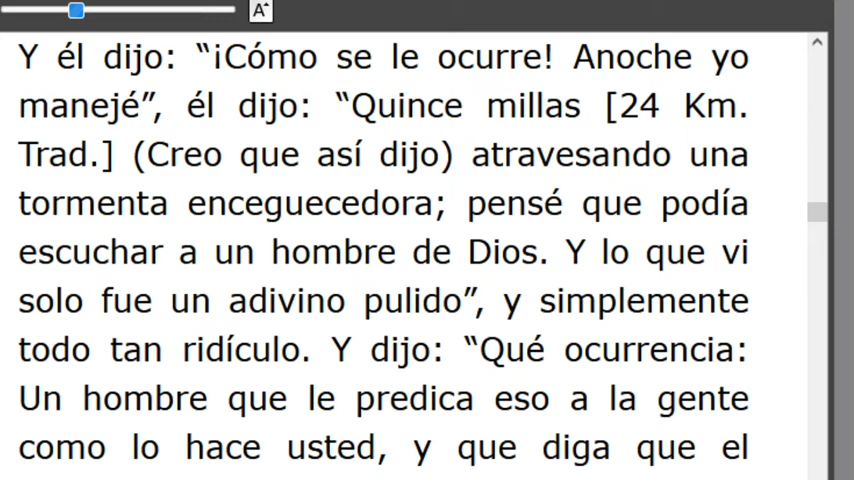 A
Y él dijo: “¡Cómo se le ocurre! Anoche yo
manejé”, él dijo: “Quince millas [24 Km.
Trad.] (Creo que así dijo) atravesando una
tormenta enceguecedora; pensé que podía
escuchar a un hombre de Dios. Y lo que vi
solo fue un adivino pulido”, y simplemente
todo tan ridículo. Y dijo: “Qué ocurrencia:
Un hombre que le predica eso a la gente
como lo hace usted, y que diga que el